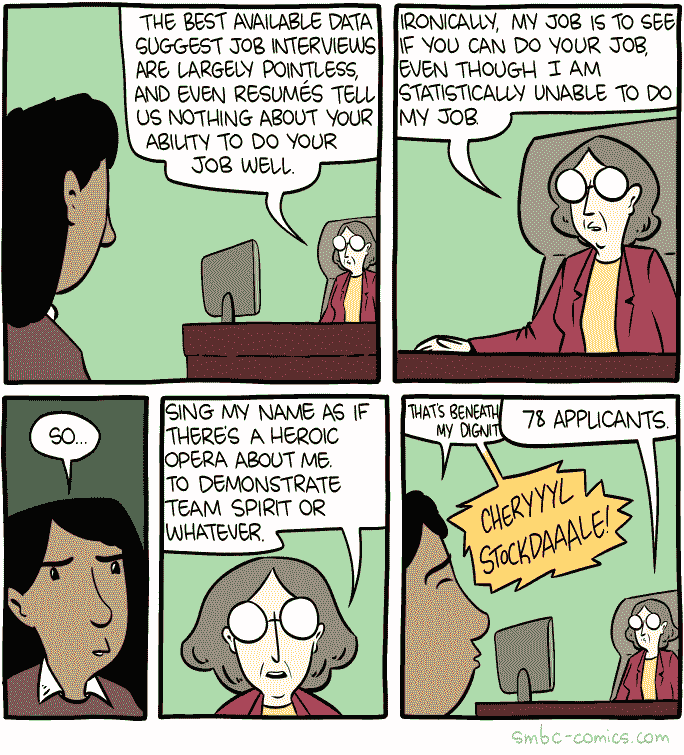 THE BEST AVAILABLE DATA
SUGGEST JOB INTERVIEWS
ARE LARGELY POINTLESS,
AND EVEN RESUMÉS TELL
US NOTHING ABOUT YOUR
ABILITY TO DO YOUR
JOB WELL.
IRONICALLY, MY JOB IS TO SEE
IF YOU CAN DO YOUR JOB,
EVEN THOUGH I AM
STATISTICALLY UNABLE TO DO
MY JOB.
SO...
SING MY NAME AS IF
THERE'S A HEROIC
OPERA ABOUT ME.
TO DEMONSTRATE
TEAM SPIRIT OR
WHATEVER.
THAT'S BENEATH
MY DIGNIT
78 APPLICANTS.
CHERYYYL
STOCKDAAAALE!
smbc-comics.com